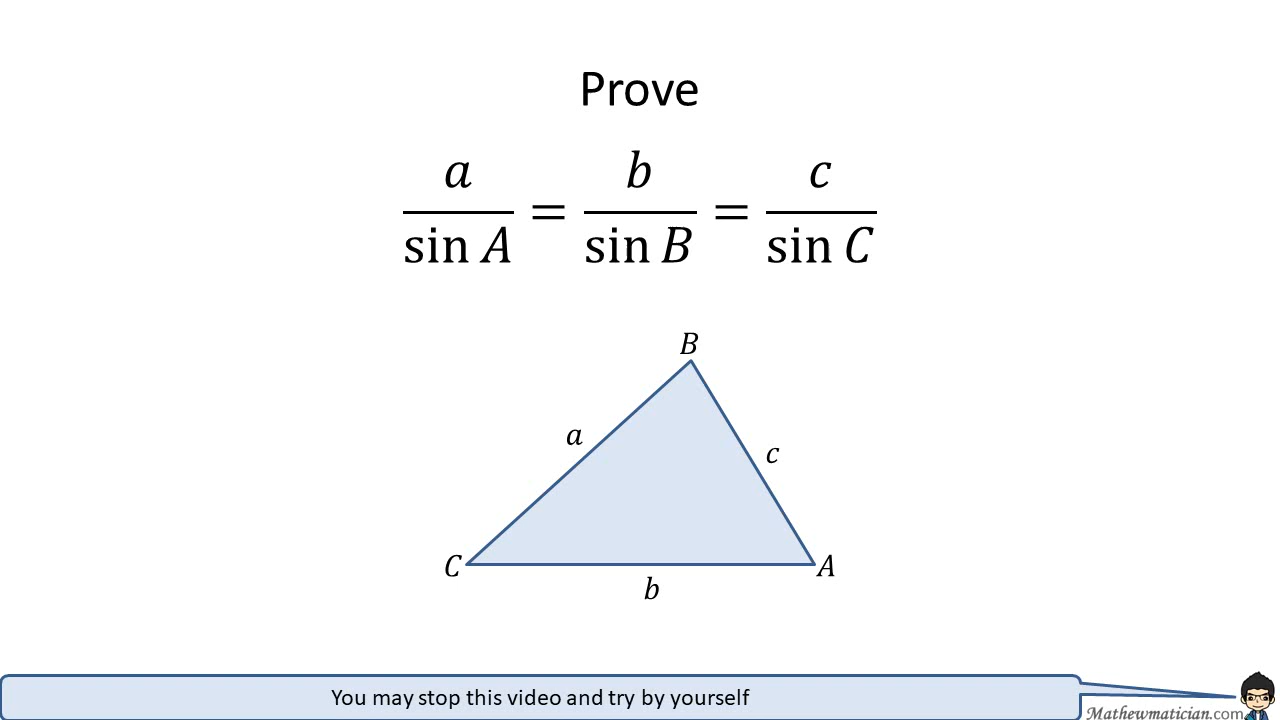 Prove
a/sin A = b/sin B = c/sin C
B
a
c
C
A
b
You may stop this video and try by yourself
Mathewmatician.com